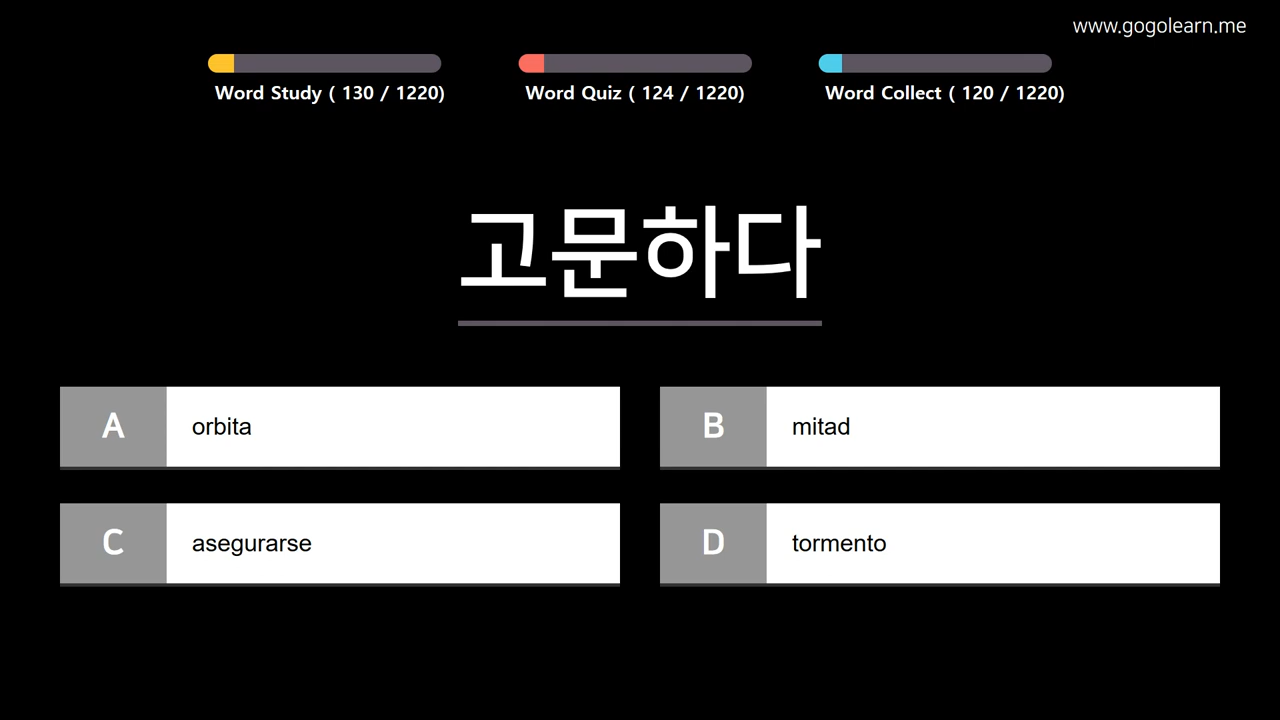 www.gogolearn.me
Word Study ( 130 / 1220)
Word Quiz ( 124 / 1220)
Word Collect ( 120 / 1220)
고문하다
A orbita
B mitad
C asegurarse
D tormento